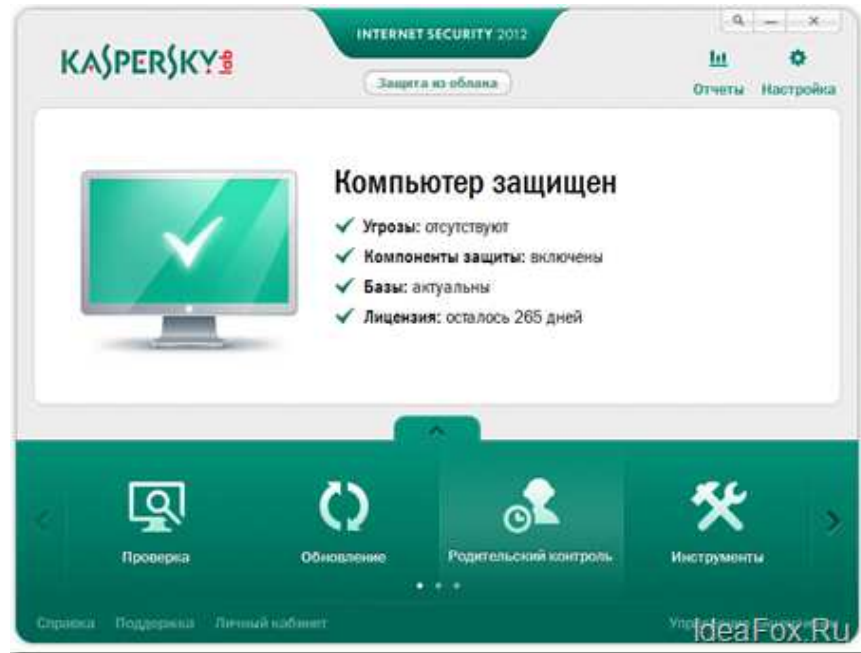 INTERNET SECURITY 2012
KASPERSKY lab
Защита из облака
Отчеты Настройка
Компьютер защищен
Угрозы: отсутствуют
Компоненты защиты: включены
Базы: актуальны
Лицензия: осталось 265 дней
Проверка Обновление Родительский контроль Инструменты
Справка Поддержка Личный кабинет
IdeaFox.Ru